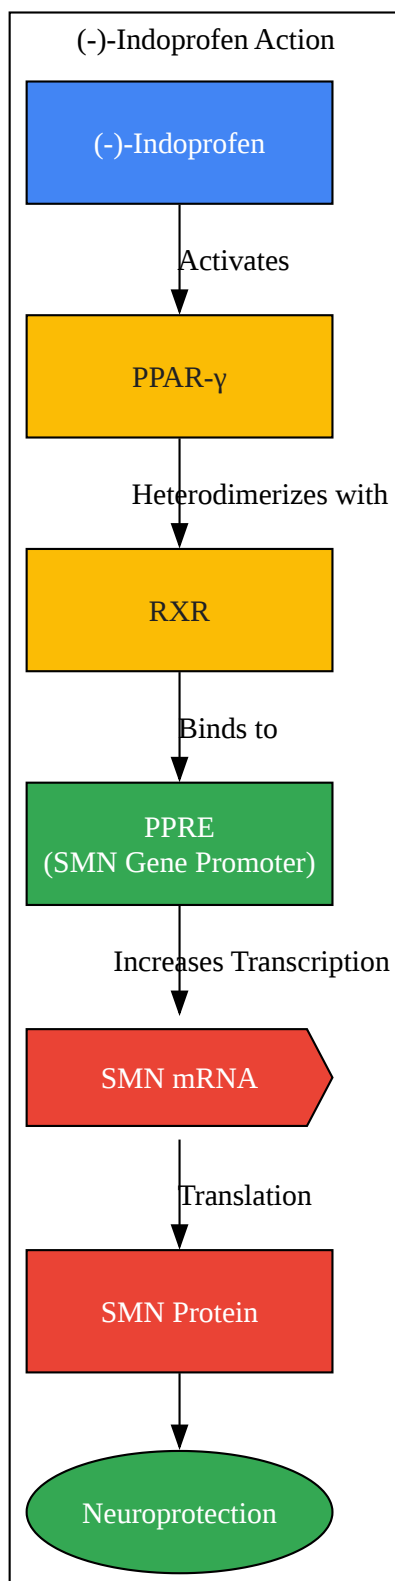 (-)-Indoprofen Action
(-)-Indoprofen
Activates
PPAR-γ
Heterodimerizes with
RXR
Binds to
PPRE
(SMN Gene Promoter)
Increases Transcription
SMN mRNA
Translation
SMN Protein
Neuroprotection